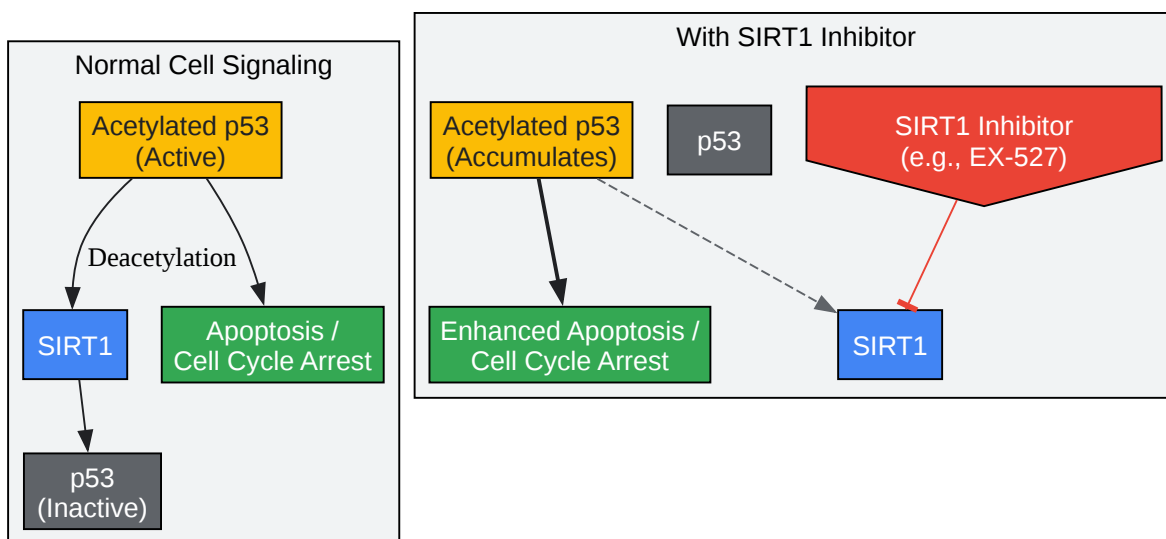 Normal Cell Signaling
Acetylated p53
(Active)
Deacetylation
SIRT1
Apoptosis /
Cell Cycle Arrest
p53
(Inactive)
With SIRT1 Inhibitor
Acetylated p53
(Accumulates)
p53
SIRT1 Inhibitor
(e.g., EX-527)
Enhanced Apoptosis /
Cell Cycle Arrest
SIRT1